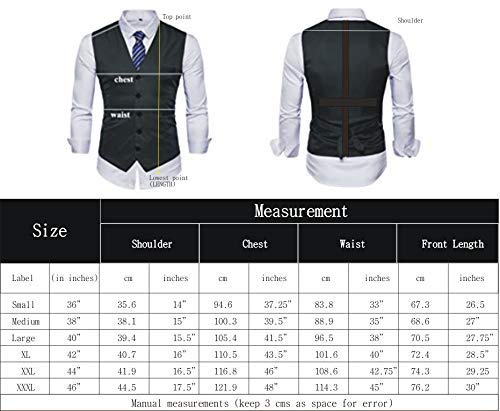 Top point
Shoulder
chest
waist
Lowest point
(LENGTH)
Size Measurement
Shoulder Chest Waist Front Length
Label (in inches) cm inches cm inches cm inches cm inches
Small 36" 35.6 14" 94.6 37.25" 83.8 33" 67.3 26.5
Medium 38" 38.1 15" 100.3 39.5" 88.9 35" 68.6 27"
Large 40" 39.4 15.5" 105.4 41.5" 96.5 38" 70.5 27.75"
XL 42" 40.7 16" 110.5 43.5" 101.6 40" 72.4 28.5"
XXL 44" 41.9 16.5" 116.8 46" 108.6 42.75" 74.3 29.25
XXXL 46" 44.5 17.5" 121.9 48" 114.3 45" 76.2 30"
Manual measurements (keep 3 cms as space for error)